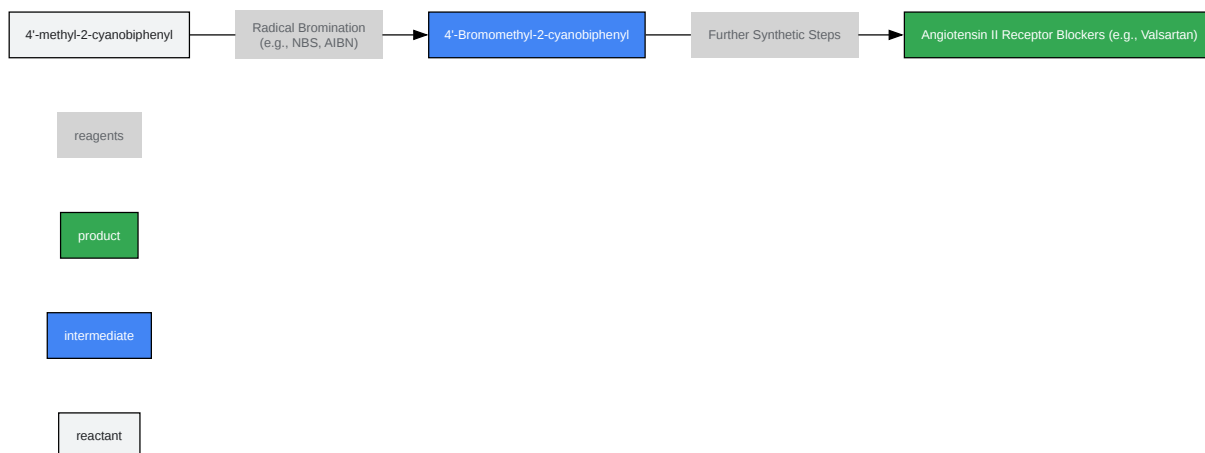 4'-methyl-2-cyanobiphenyl
Radical Bromination
(e.g., NBS, AIBN)
4'-Bromomethyl-2-cyanobiphenyl
Further Synthetic Steps
Angiotensin II Receptor Blockers (e.g., Valsartan)
reagents
product
intermediate
reactant